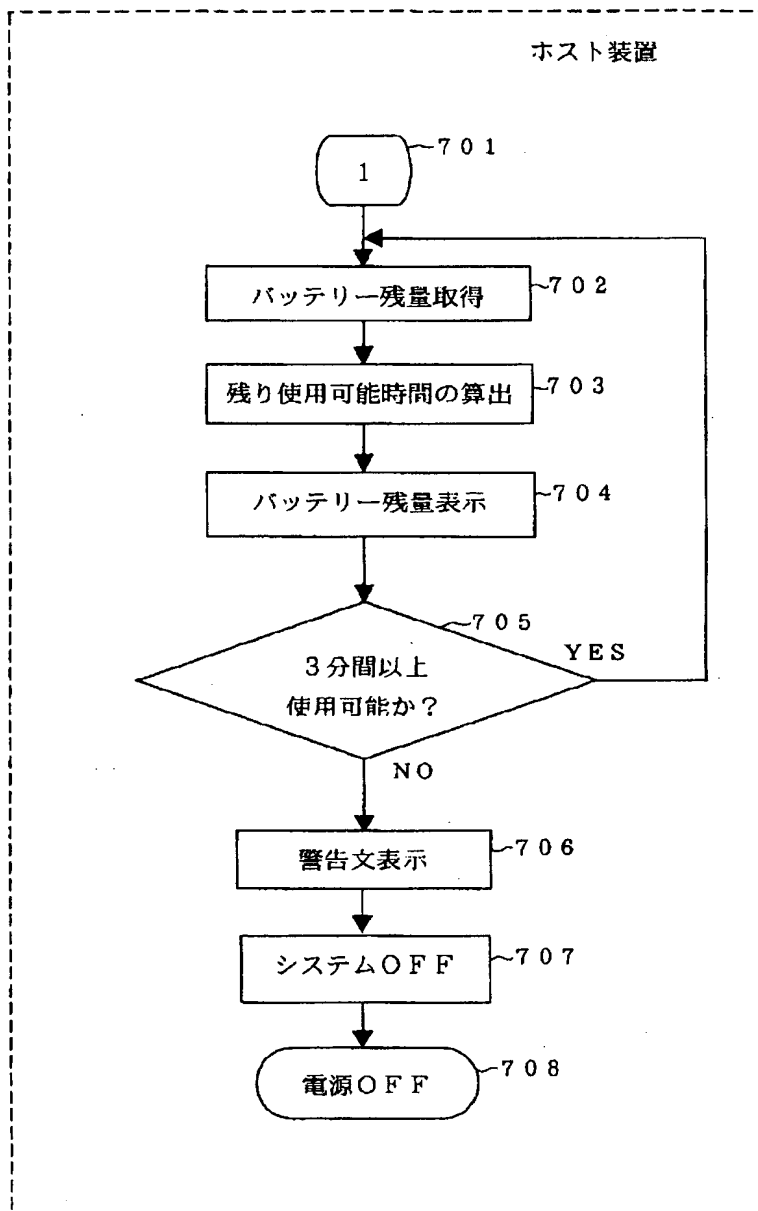 ホスト装置
701
1
バッテリー残量取得
702
残り使用可能時間の算出
703
バッテリー残量表示
704
705
3分間以上
使用可能か?
YES
NO
警告文表示
706
システムOFF
707
電源OFF
708